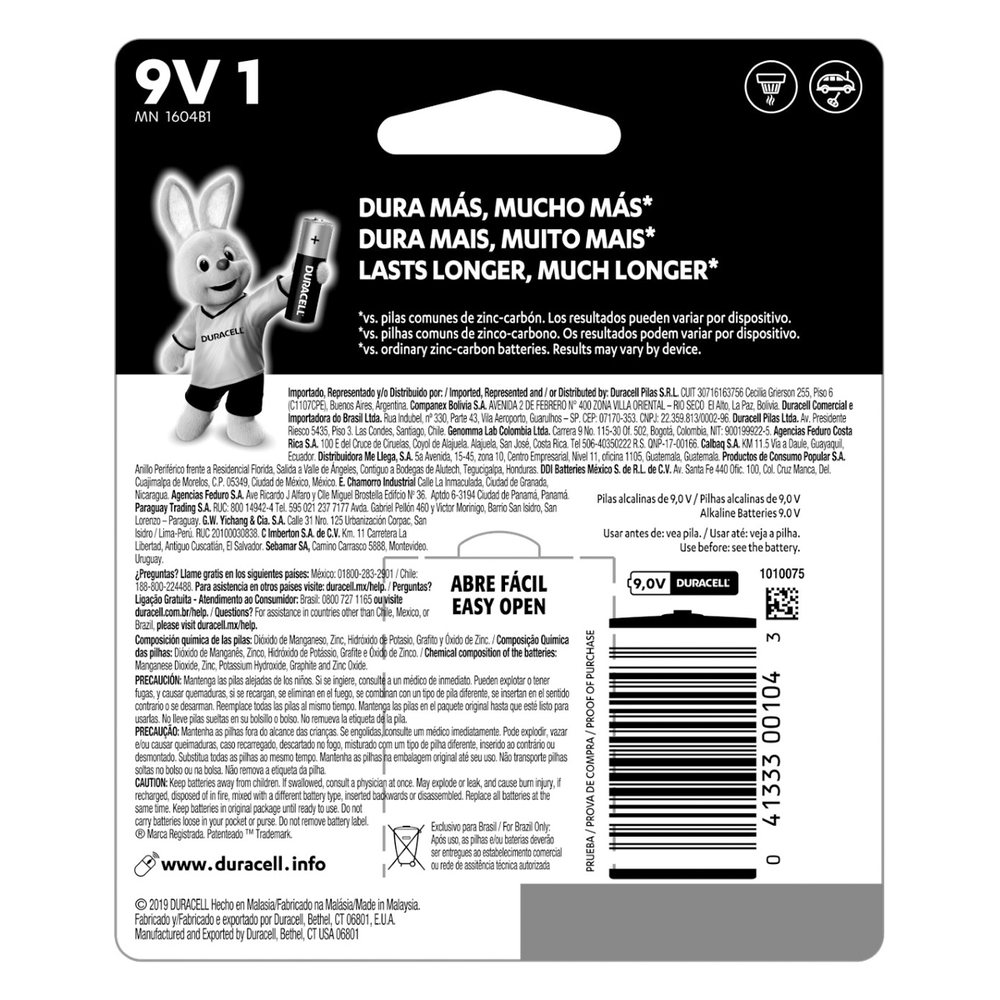 9V 1
MN 1604B1
DURA MÁS, MUCHO MÁS*
DURA MAIS, MUITO MAIS*
LASTS LONGER, MUCH LONGER*
DURACELL
DURACELL
*vs. pilas comunes de zinc-carbón. Los resultados pueden variar por dispositivo.
*vs. pilhas comuns de zinco-carbono. Os resultados podem variar por dispositivo.
*vs. ordinary zinc-carbon batteries. Results may vary by device.
Importado, Representado y/o Distribuido por: / Imported, Represented and / or Distributed by: Duracell Pilas S.R.L. CUIT 30716163756 Cecilia Grierson 255, Piso 6
(C1107CPE), Buenos Aires, Argentina. Companex Bolivia S.A. AVENIDA 2 DE FEBRERO N° 400 ZONA VILLA ORIENTAL – RIO SECO El Alto, La Paz, Bolivia. Duracell Comercial e
Importadora do Brasil Ltda. Rua Indubel, nº 330, Parte 43, Vila Aeroporto, Guarulhos – SP. CEP: 07170-353. CNPJ: 22.359.813/0002-96. Duracell Pilas Ltda. Av. Presidente
Riesco 5435, Piso 3. Las Condes, Santiago, Chile. Genomma Lab Colombia Ltda. Carrera 9 No. 115-30 Of. 502, Bogotá, Colombia, NIT: 900199922-5. Agencias Feduro Costa
Rica S.A. 100 E del Cruce de Ciruelas, Coyol de Alajuela, Alajuela, San José, Costa Rica. Tel 506-40350222 R.S. QNP-17-00166. Calbaq S.A. KM 11.5 Vía a Daule, Guayaquil,
Ecuador. Distribuidora Me Llega, S.A. 5a Avenida, 15-45, zona 10, Centro Empresarial, Nivel 11, oficina 1105, Guatemala, Guatemala. Productos de Consumo Popular S.A.
Anillo Periférico frente a Residencial Florida, Salida a Valle de Ángeles, Contiguo a Bodegas de Alutech, Tegucigalpa, Honduras. DDI Batteries México S. de R.L. de C.V. Av. Santa Fe 440 Ofic. 100, Col. Cruz Manca, Del.
Cuajimalpa de Morelos, C.P. 05349, Ciudad de México, México. E. Chamorro Industrial Calle La Inmaculada, Ciudad de Granada,
Nicaragua. Agencias Feduro S.A. Ave Ricardo J Alfaro y Clle Miguel Brostella Edifcio N° 36. Aptdo 6-3194 Ciudad de Panamá, Panamá.
Paraguay Trading S.A. RUC: 800 14942-4 Tel. 595 021 237 7177 Avda. Gabriel Pellón 460 y Víctor Morinigo, Barrio San Isidro, San
Lorenzo – Paraguay. G.W. Yichang & Cia. S.A. Calle 31 Nro. 125 Urbanización Corpac, San
Isidro / Lima-Perú. RUC 20100030838. C Imberton S.A. de C.V. Km. 11 Carretera La
Libertad, Antiguo Cuscatlán, El Salvador. Sebamar SA, Camino Carrasco 5888, Montevideo.
Uruguay.
Pilas alcalinas de 9,0 V / Pilhas alcalinas de 9,0 V
Alkaline Batteries 9.0 V
Usar antes de: vea pila. / Usar até: veja a pilha.
Use before: see the battery.
¿Preguntas? Llame gratis en los siguientes países: México: 01800-283-2901 / Chile:
188-800-224488. Para asistencia en otros países visite: duracell.mx/help. / Perguntas?
Ligação Gratuita - Atendimento ao Consumidor: Brasil: 0800 727 1165 ou visite
duracell.com.br/help. / Questions? For assistance in countries other than Chile, Mexico, or
Brazil, please visit duracell.mx/help.
ABRE FÁCIL
EASY OPEN
9,0V DURACELL
1010075
Composición química de las pilas: Dióxido de Manganeso, Zinc, Hidróxido de Potasio, Grafito y Óxido de Zinc. / Composição Química
das pilhas: Dióxido de Manganês, Zinco, Hidróxido de Potássio, Grafite e Óxido de Zinco. / Chemical composition of the batteries:
Manganese Dioxide, Zinc, Potassium Hydroxide, Graphite and Zinc Oxide.
PRECAUCIÓN: Mantenga las pilas alejadas de los niños. Si se ingiere, consulte a un médico de inmediato. Pueden explotar o tener
fugas, y causar quemaduras, si se recargan, se eliminan en el fuego, se combinan con un tipo de pila diferente, se insertan en el sentido
contrario o se desarman. Reemplace todas las pilas al mismo tiempo. Mantenga las pilas en el paquete original hasta que esté listo para
usarlas. No lleve pilas sueltas en su bolsillo o bolso. No remueva la etiqueta de la pila.
PRECAUÇÃO: Mantenha as pilhas fora do alcance das crianças. Se engolidas, consulte um médico imediatamente. Pode explodir, vazar
e/ou causar queimaduras, caso recarregado, descartado no fogo, misturado com um tipo de pilha diferente, inserido ao contrário ou
desmontado. Substitua todas as pilhas ao mesmo tempo. Mantenha as pilhas na embalagem original até seu uso. Não transporte pilhas
soltas no bolso ou na bolsa. Não remova a etiqueta da pilha.
CAUTION: Keep batteries away from children. If swallowed, consult a physician at once. May explode or leak, and cause burn injury, if
recharged, disposed of in fire, mixed with a different battery type, inserted backwards or disassembled. Replace all batteries at the
same time. Keep batteries in original package until ready to use. Do not
carry batteries loose in your pocket or purse. Do not remove battery label.
® Marca Registrada. Patenteado ™ Trademark.
www.duracell.info
Exclusivo para Brasil / For Brazil Only:
Após uso, as pilhas e/ou baterias deverão
ser entregues ao estabelecimento comercial
ou rede de assistência técnica autorizada
PRUEBA / PROVA DE COMPRA / PROOF OF PURCHASE
0 41333 00104 3
© 2019 DURACELL Hecho en Malasia/Fabricado na Malásia/Made in Malaysia.
Fabricado y/Fabricado e exportado por Duracell, Bethel, CT 06801, E.U.A.
Manufactured and Exported by Duracell, Bethel, CT USA 06801